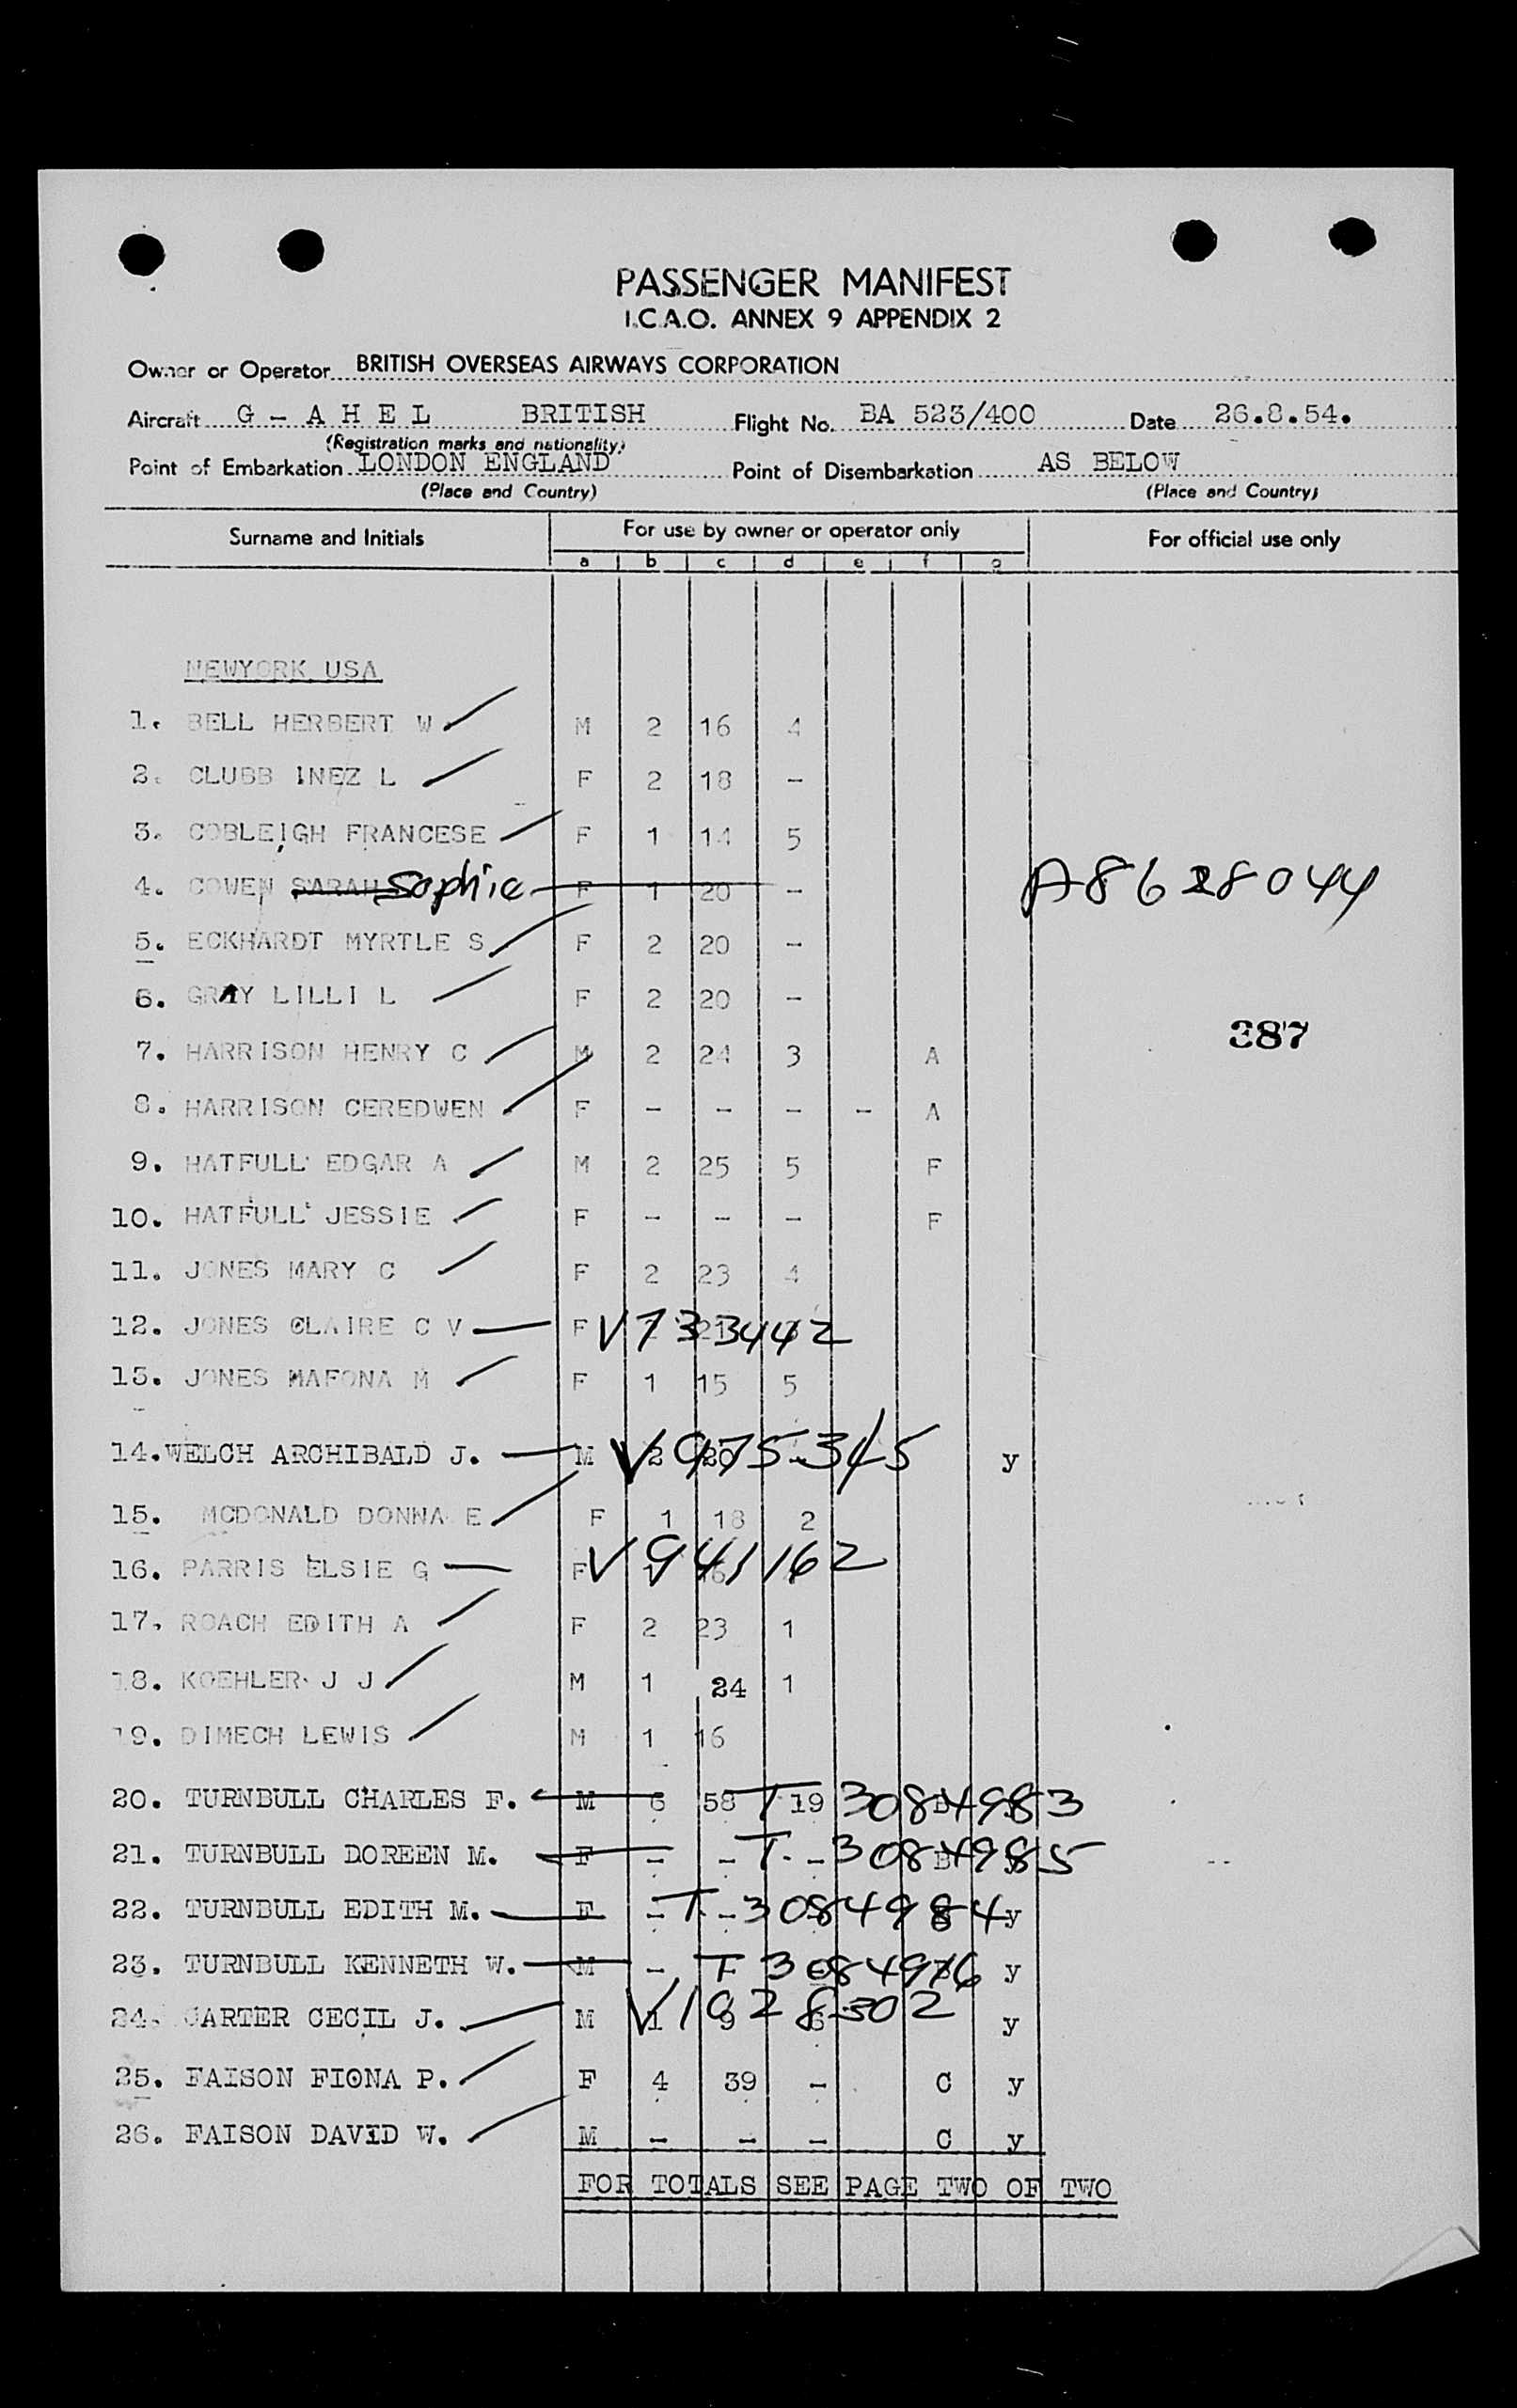 PASSENGER MANIFEST
I.C.A.O. ANNEX 9 APPENDIX 2
Owner or Operator BRITISH OVERSEAS AIRWAYS CORPORATION
Aircraft G - A H E L BRITISH Flight No. BA 523/400 Date 26.8.54.
(Registration marks and nationality)
Point of Embarkation LONDON ENGLAND Point of Disembarkation AS BELOW
(Place and Country) (Place and Country)
Surname and Initials For use by owner or operator only For official use only
a b c d e f g
NEWYORK USA
1. BELL HERBERT W M 2 16 4
2. CLUBB INEZ L F 2 18 -
3. COBLEIGH FRANCESE F 1 14 5
4. COWEN SARAH Sophie F 1 20 - A8628044
5. ECKHARDT MYRTLE S F 2 20 -
6. GRAY LILLI L F 2 20 -
387
7. HARRISON HENRY C M 2 24 3 A
8. HARRISON CEREDWEN F - - - - A
9. HATFULL EDGAR A M 2 25 5 F
10. HATFULL JESSIE F - - - F
11. JONES MARY C F 2 23 4
12. JONES CLAIRE C V F V733442
13. JONES MAFONA M F 1 15 5
14. WELCH ARCHIBALD J. M 2 20 - V975345 y
15. MCDONALD DONNA E F 1 18 2
16. PARRIS ELSIE G F V941162
17. ROACH EDITH A F 2 23 1
18. KOEHLER J J M 1 24 1
19. DIMECH LEWIS M 1 16
20. TURNBULL CHARLES F. M 6 58 19 T3084983
21. TURNBULL DOREEN M. F - - - T-3084985
22. TURNBULL EDITH M. F - - T-3084984 y
23. TURNBULL KENNETH W. M - T3084976 y
24. CARTER CECIL J. M 1 9 6 V1028302 y
25. FAISON FIONA P. F 4 39 - C y
26. FAISON DAVID W. M - - - C y
FOR TOTALS SEE PAGE TWO OF TWO